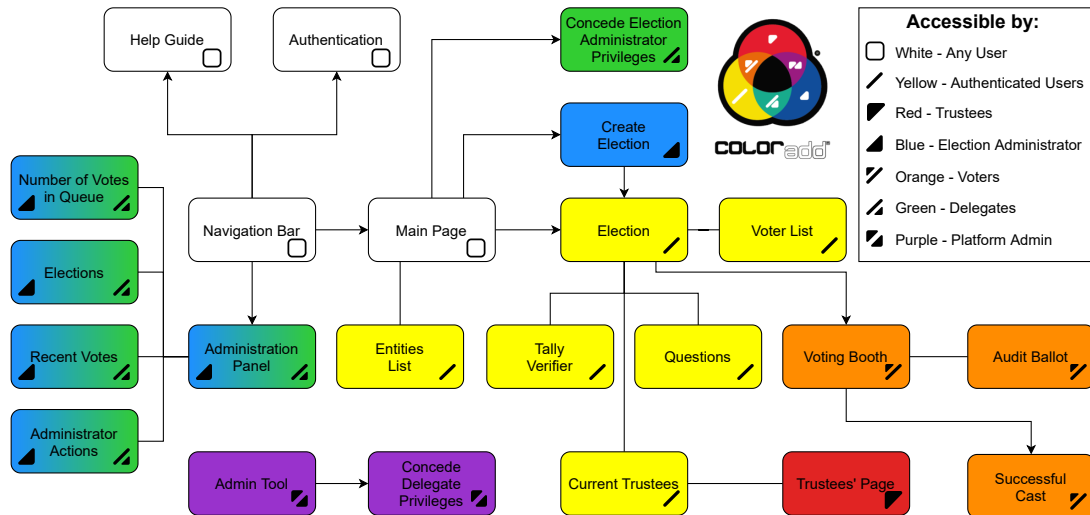 Help Guide
Authentication
Concede Election
Administrator
Privileges
COLORadd
Accessible by:
White - Any User
Yellow - Authenticated Users
Red - Trustees
Blue - Election Administrator
Orange - Voters
Green - Delegates
Purple - Platform Admin
Create
Election
Number of Votes
in Queue
Navigation Bar
Main Page
Election
Voter List
Elections
Recent Votes
Administration
Panel
Entities
List
Tally
Verifier
Questions
Voting Booth
Audit Ballot
Administrator
Actions
Admin Tool
Concede
Delegate
Privileges
Current Trustees
Trustees' Page
Successful
Cast